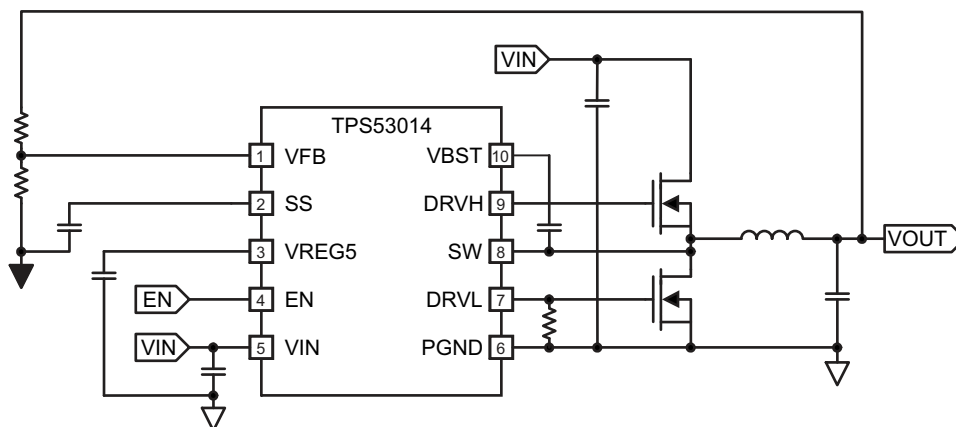 VIN
TPS53014
1 VFB VBST 10
2 SS DRVH 9
3 VREG5 SW 8
VOUT
EN 4 EN DRVL 7
VIN 5 VIN PGND 6